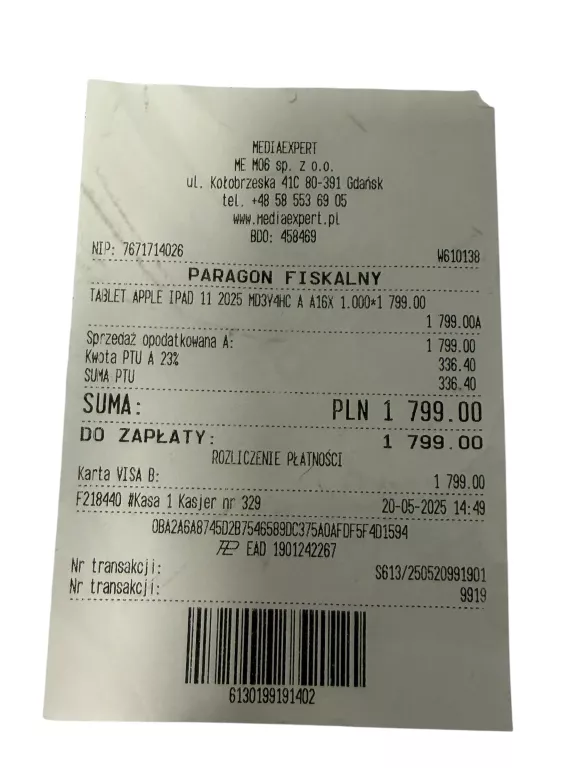 MEDIAEXPERT
ME M06 sp. z o.o.
ul. Kołobrzeska 41C 80-391 Gdańsk
tel. +48 58 553 69 05
www.mediaexpert.pl
BDO: 458469
NIP: 7671714026 W610138
PARAGON FISKALNY
TABLET APPLE IPAD 11 2025 MD3Y4HC A A16X 1.000*1 799.00
1 799.00A
Sprzedaż opodatkowana A: 1 799.00
Kwota PTU A 23% 336.40
SUMA PTU 336.40
SUMA: PLN 1 799.00
DO ZAPŁATY: 1 799.00
ROZLICZENIE PŁATNOŚCI
Karta VISA B: 1 799.00
F218440 #Kasa 1 Kasjer nr 329 20-05-2025 14:49
0BA2A6A8745D2B7546589DC375A0AFDF5F4D1594
EAD 1901242267
Nr transakcji: S613/250520991901
Nr transakcji: 9919
6130199191402